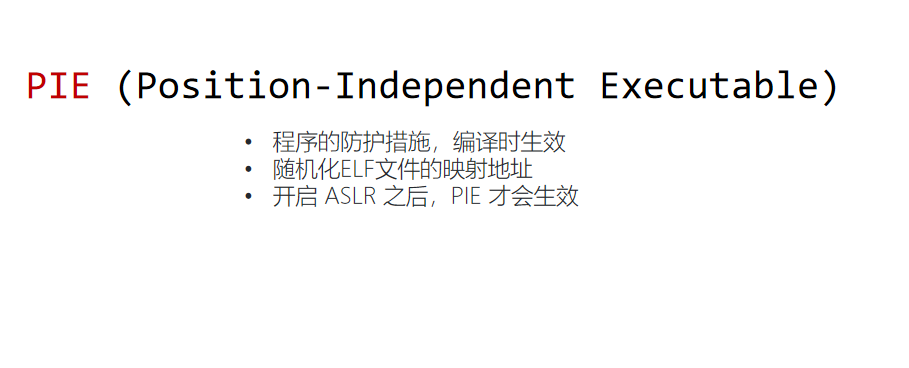 PIE (Position-Independent Executable)
• 程序的防护措施，编译时生效
• 随机化ELF文件的映射地址
• 开启 ASLR 之后，PIE 才会生效